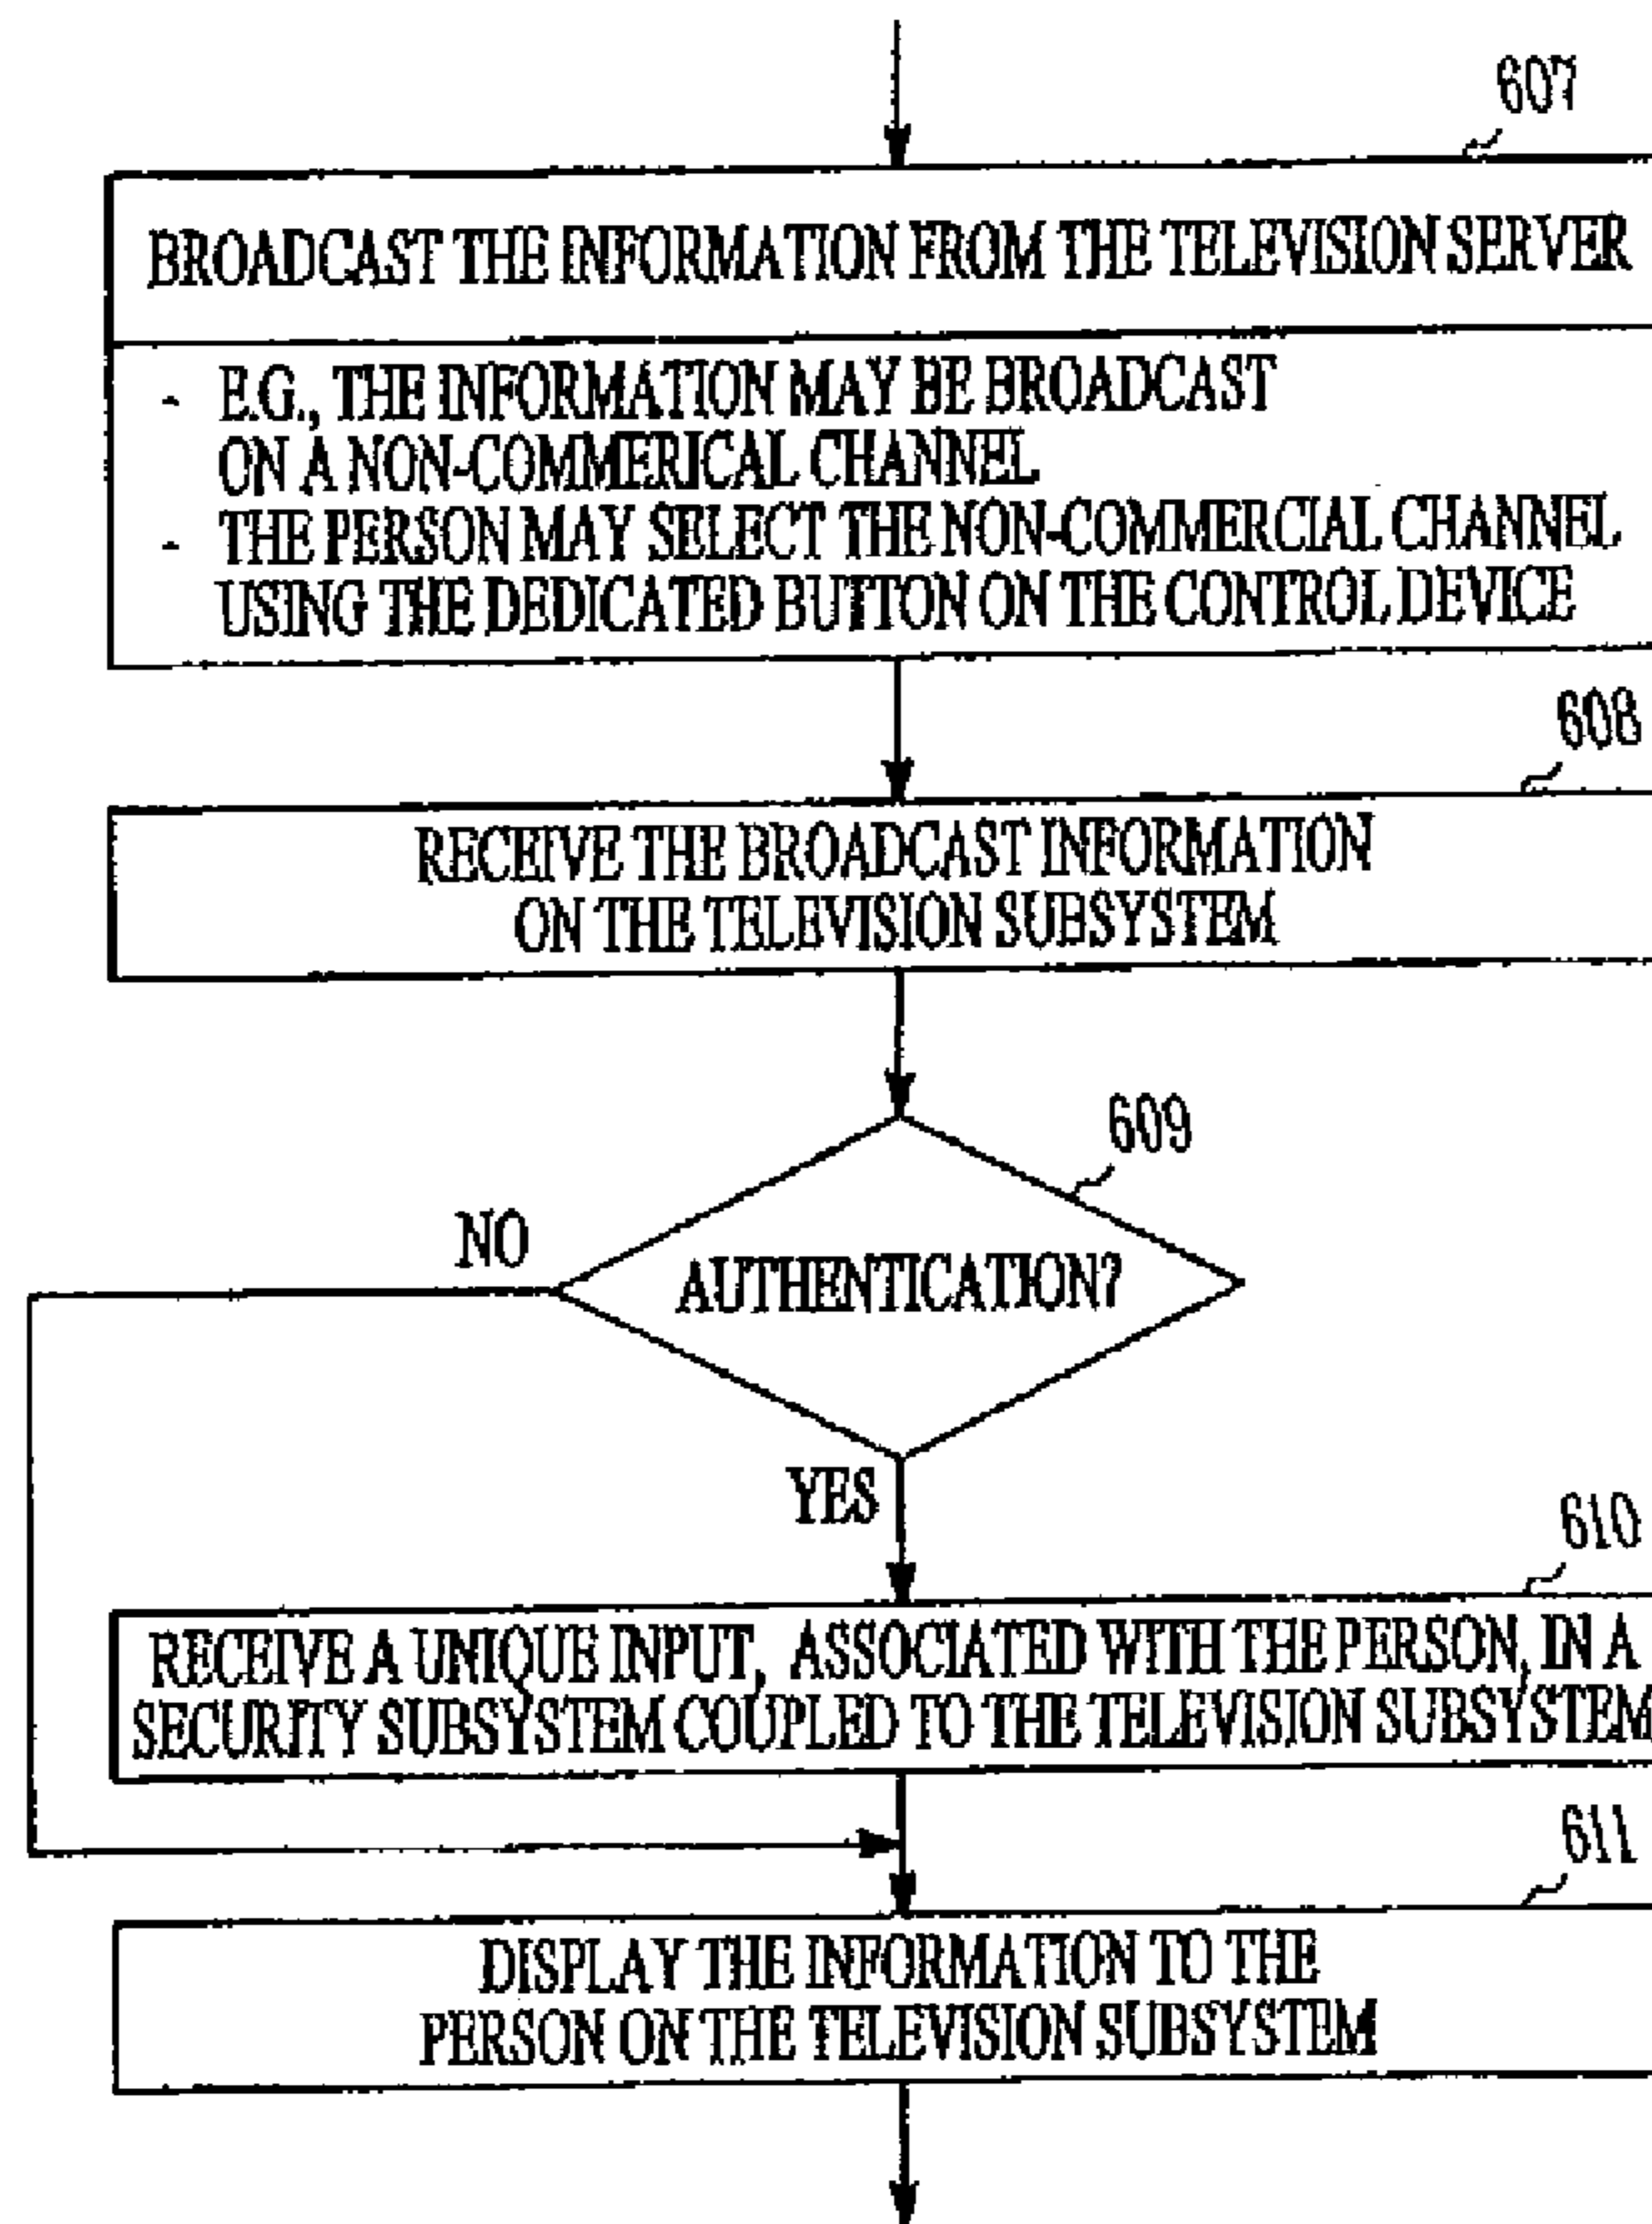 607
BROADCAST THE INFORMATION FROM THE TELEVISION SERVER
- E.G., THE INFORMATION MAY BE BROADCAST
ON A NON-COMMERICAL CHANNEL
- THE PERSON MAY SELECT THE NON-COMMERCIAL CHANNEL
USING THE DEDICATED BUTTON ON THE CONTROL DEVICE
608
RECEIVE THE BROADCAST INFORMATION
ON THE TELEVISION SUBSYSTEM
609
NO
AUTHENTICATION?
YES
610
RECEIVE A UNIQUE INPUT, ASSOCIATED WITH THE PERSON, IN A
SECURITY SUBSYSTEM COUPLED TO THE TELEVISION SUBSYSTEM
611
DISPLAY THE INFORMATION TO THE
PERSON ON THE TELEVISION SUBSYSTEM